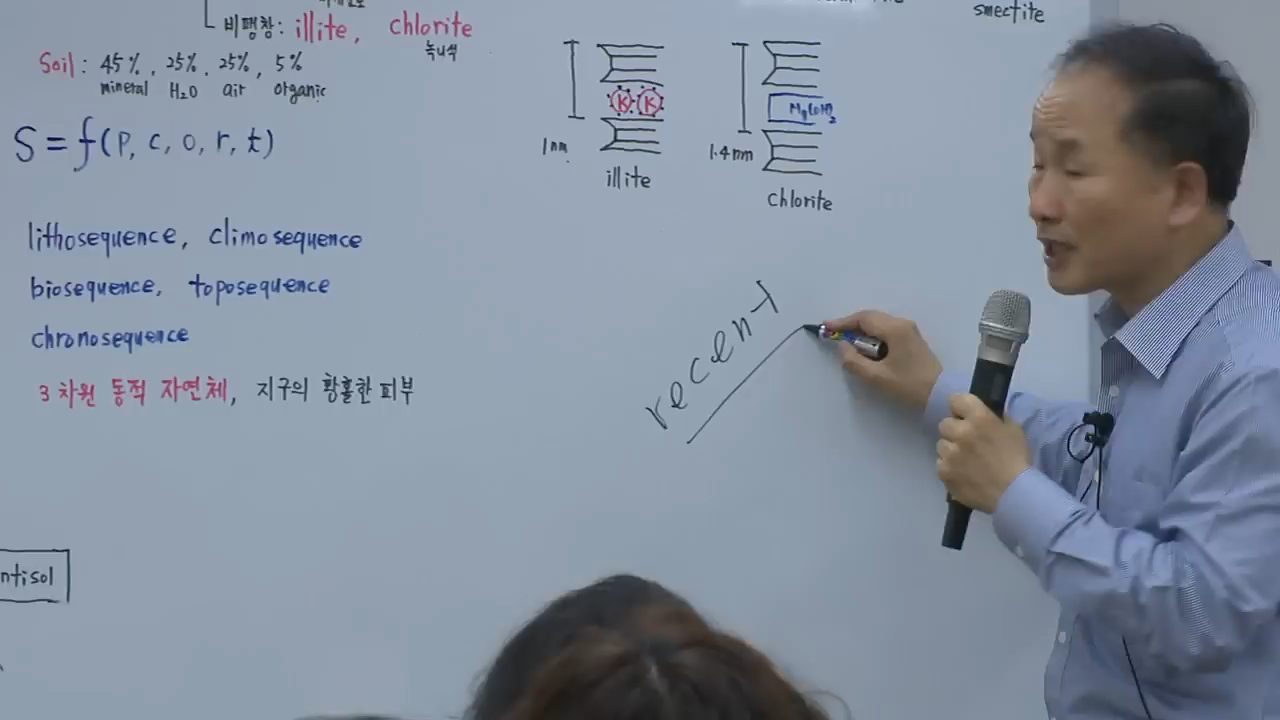 비팽창: illite, chlorite
녹니석
smectite
Soil: 45%, 25%, 25%, 5%
mineral H₂O air organic
S = f(p, c, o, r, t)
K K
Mg(OH)₂
1nm
1.4nm
illite
chlorite
lithosequence, climosequence
biosequence, toposequence
chronosequence
recent
3차원 동적 자연체, 지구의 황홀한 피부
ntisol